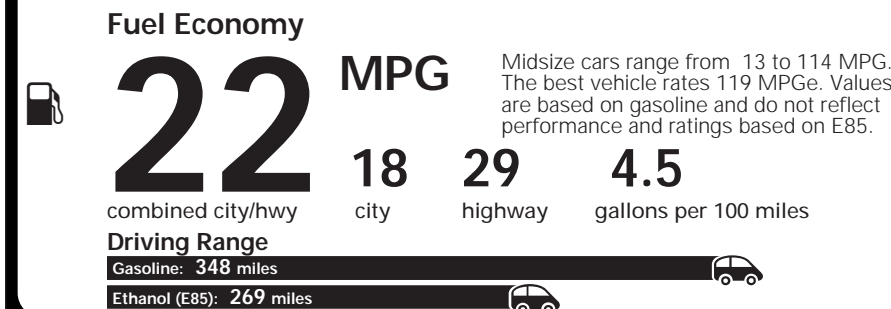 Fuel Economy
22
MPG
Midsize cars range from 13 to 114 MPG.
The best vehicle rates 119 MPGe. Values
are based on gasoline and do not reflect
performance and ratings based on E85.
18 29 4.5
combined city/hwy city highway gallons per 100 miles
Driving Range
Gasoline: 348 miles
Ethanol (E85): 269 miles